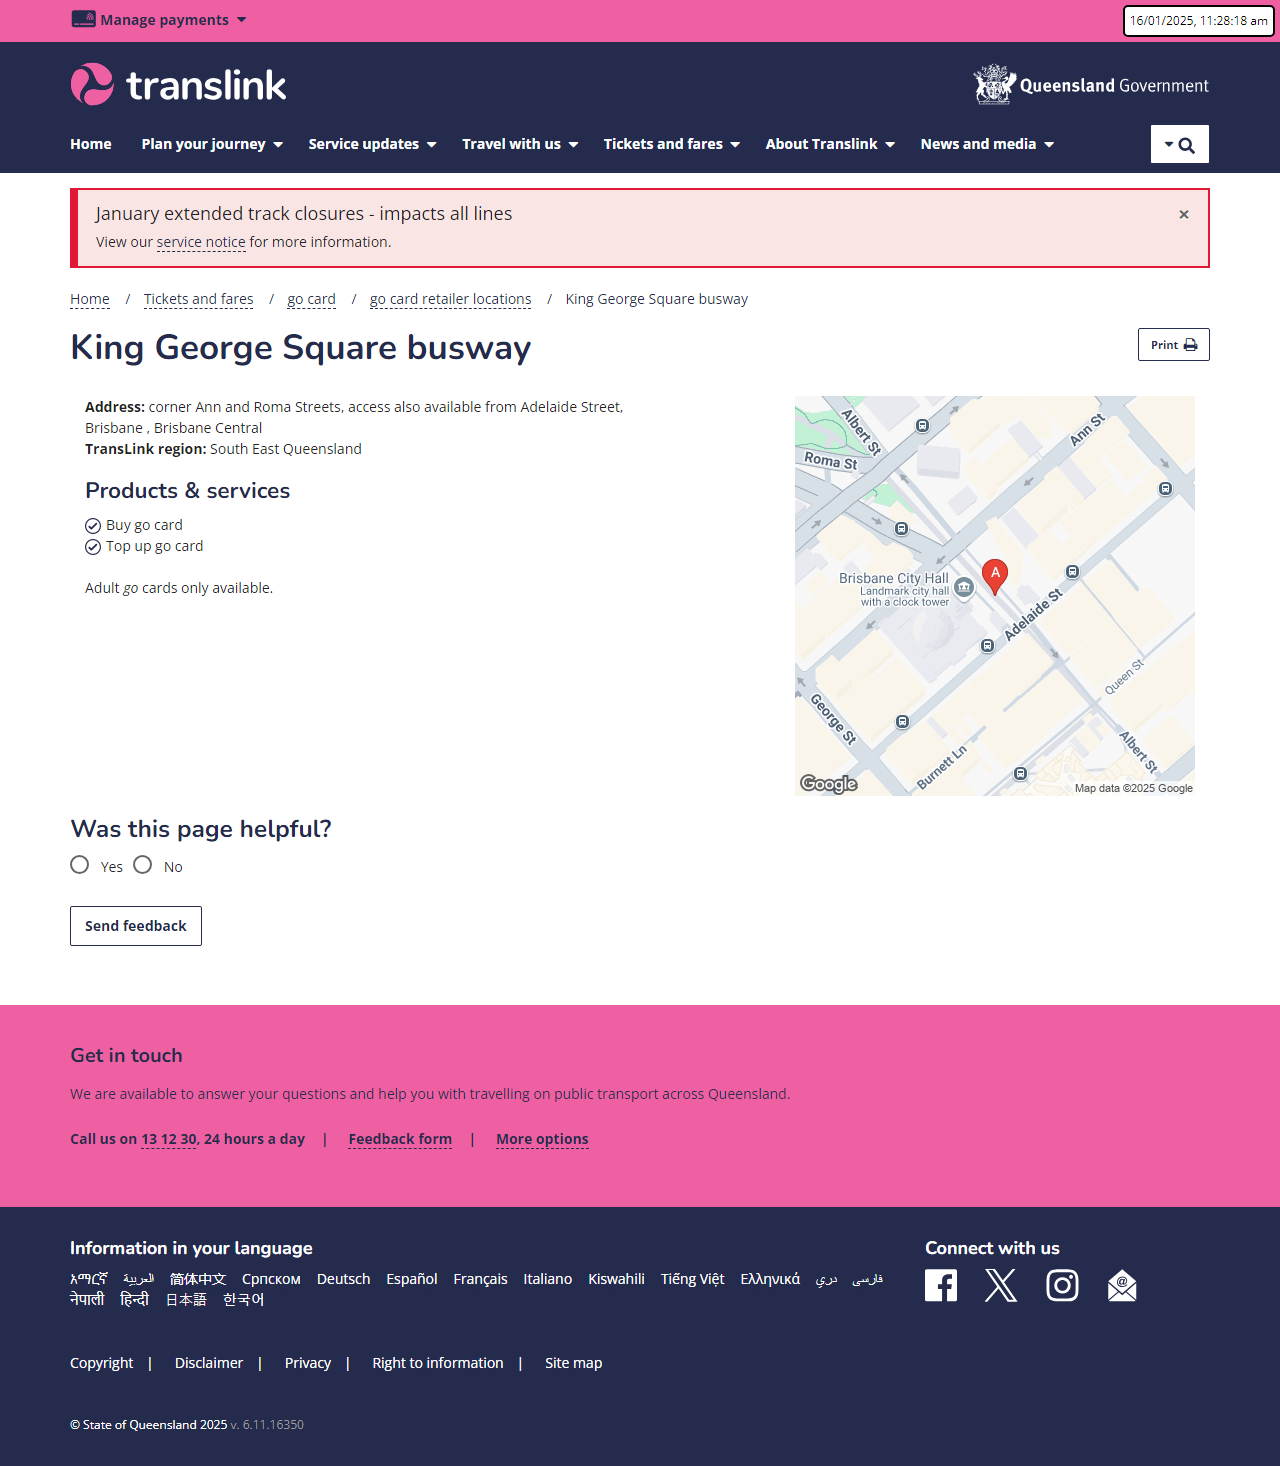 Manage payments
16/01/2025, 11:28:18 am
translink
Queensland Government
Home Plan your journey Service updates Travel with us Tickets and fares About Translink News and media
January extended track closures - impacts all lines ×
View our service notice for more information.
Home / Tickets and fares / go card / go card retailer locations / King George Square busway
King George Square busway
Print
Address: corner Ann and Roma Streets, access also available from Adelaide Street,
Brisbane , Brisbane Central
TransLink region: South East Queensland
Products & services
Buy go card
Top up go card
Adult go cards only available.
Albert St
Roma St
Ann St
Brisbane City Hall
Landmark city hall
with a clock tower
A
Adelaide St
Queen St
George St
Albert St
Burnett Ln
Google
Map data ©2025 Google
Was this page helpful?
Yes No
Send feedback
Get in touch
We are available to answer your questions and help you with travelling on public transport across Queensland.
Call us on 13 12 30, 24 hours a day | Feedback form | More options
Information in your language
አማርኛ العربية 简体中文 Српском Deutsch Español Français Italiano Kiswahili Tiếng Việt Ελληνικά دري فارسی
नेपाली हिन्दी 日本語 한국어
Connect with us
Copyright | Disclaimer | Privacy | Right to information | Site map
© State of Queensland 2025 v. 6.11.16350